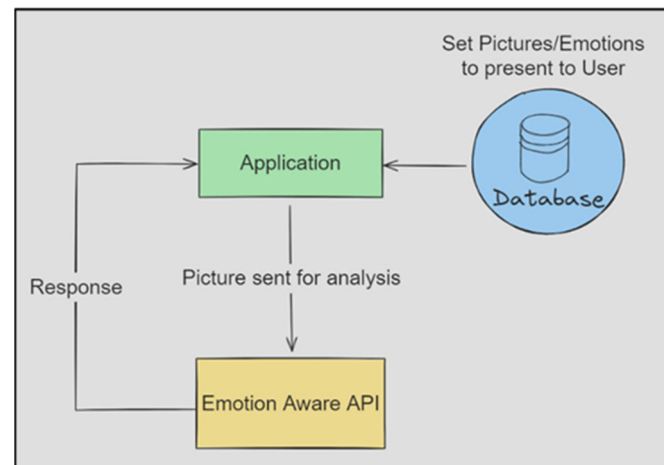 Set Pictures/Emotions
to present to User
Application
Database
Response
Picture sent for analysis
Emotion Aware API